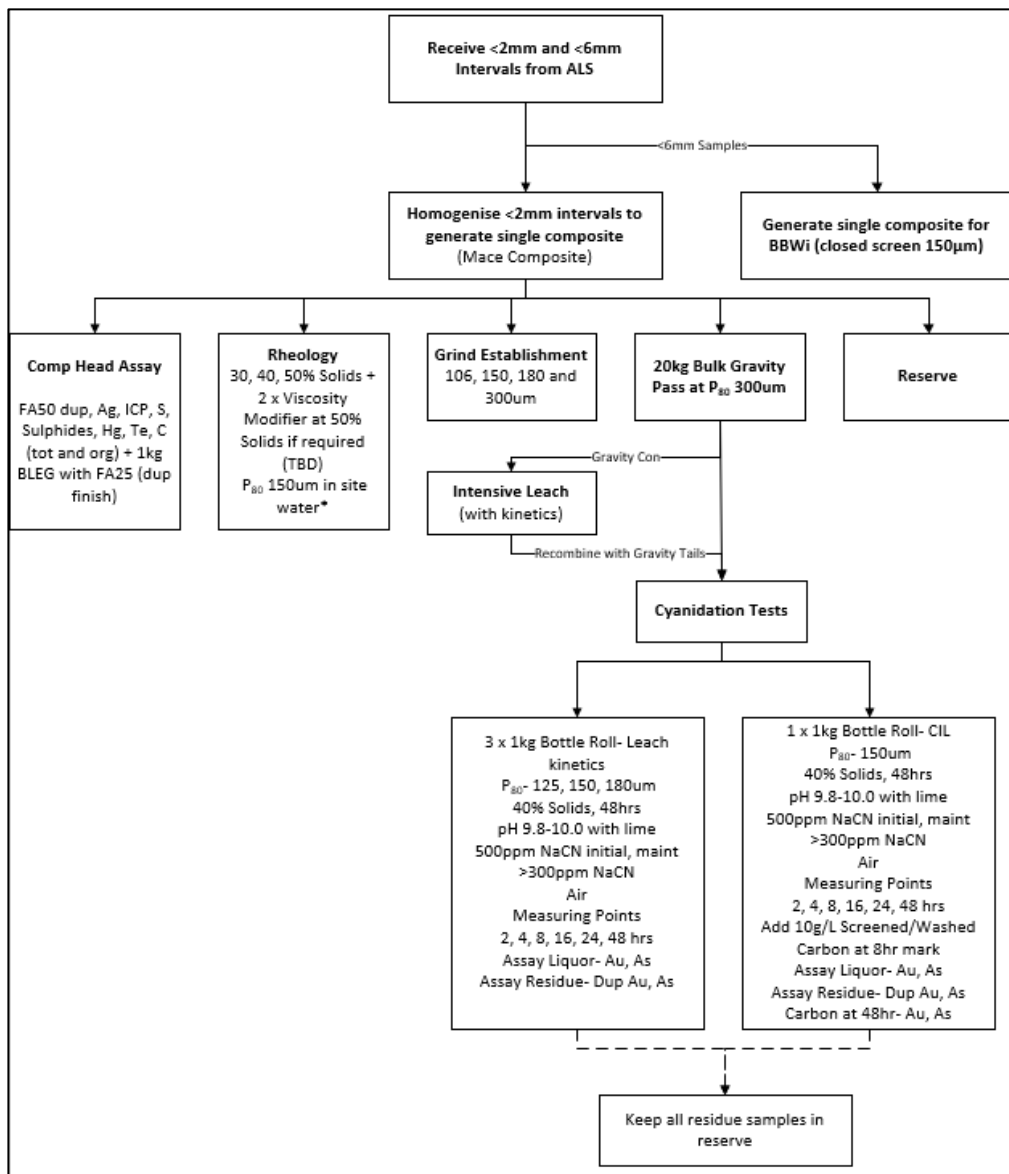 Receive <2mm and <6mm
Intervals from ALS
<6mm Samples
Homogenise <2mm intervals to
generate single composite
(Mace Composite)
Generate single composite for
BBWi (closed screen 150µm)
Comp Head Assay
FA50 dup, Ag, ICP, S,
Sulphides, Hg, Te, C
(tot and org) + 1kg
BLEG with FA25 (dup
finish)
Rheology
30, 40, 50% Solids +
2 x Viscosity
Modifier at 50%
Solids if required
(TBD)
P₈₀ 150um in site
water*
Grind Establishment
106, 150, 180 and
300um
20kg Bulk Gravity
Pass at P₈₀ 300um
Reserve
Gravity Con
Intensive Leach
(with kinetics)
Recombine with Gravity Tails
Cyanidation Tests
3 x 1kg Bottle Roll- Leach
kinetics
P₈₀- 125, 150, 180um
40% Solids, 48hrs
pH 9.8-10.0 with lime
500ppm NaCN initial, maint
>300ppm NaCN
Air
Measuring Points
2, 4, 8, 16, 24, 48 hrs
Assay Liquor- Au, As
Assay Residue- Dup Au, As
1 x 1kg Bottle Roll- CIL
P₈₀- 150um
40% Solids, 48hrs
pH 9.8-10.0 with lime
500ppm NaCN initial, maint
>300ppm NaCN
Air
Measuring Points
2, 4, 8, 16, 24, 48 hrs
Add 10g/L Screened/Washed
Carbon at 8hr mark
Assay Liquor- Au, As
Assay Residue- Dup Au, As
Carbon at 48hr- Au, As
Keep all residue samples in
reserve